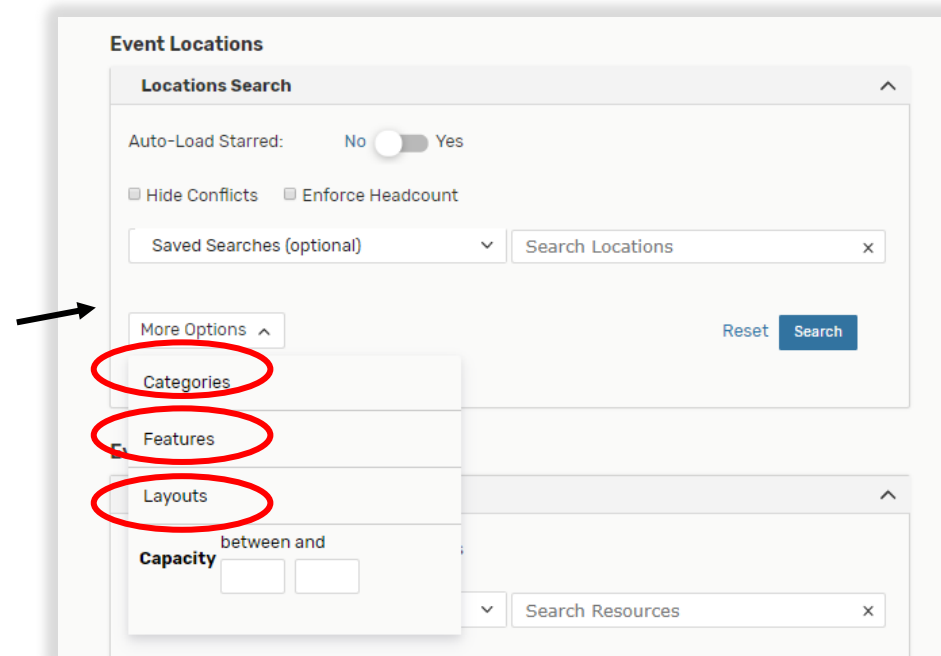 Event Locations
Locations Search
Auto-Load Starred: No Yes
Hide Conflicts Enforce Headcount
Saved Searches (optional) Search Locations
More Options Reset Search
Categories
Features
Layouts
between and
Capacity
Search Resources